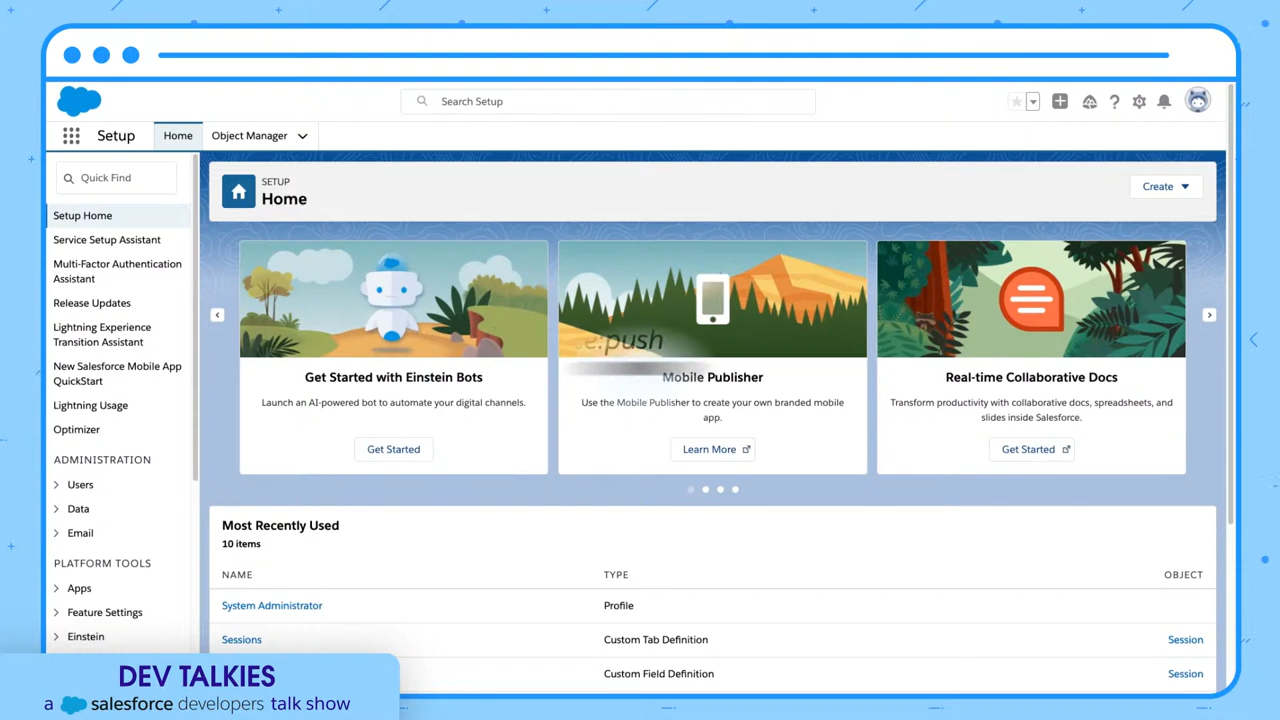 Search Setup
Setup
Home
Object Manager
Quick Find
Setup Home
Service Setup Assistant
Multi-Factor Authentication
Assistant
Release Updates
Lightning Experience
Transition Assistant
New Salesforce Mobile App
QuickStart
Lightning Usage
Optimizer
ADMINISTRATION
Users
Data
Email
PLATFORM TOOLS
Apps
Feature Settings
Einstein
SETUP
Home
Create
Get Started with Einstein Bots
Launch an AI-powered bot to automate your digital channels.
Get Started
e.push
Mobile Publisher
Use the Mobile Publisher to create your own branded mobile
app.
Learn More
Real-time Collaborative Docs
Transform productivity with collaborative docs, spreadsheets, and
slides inside Salesforce.
Get Started
Most Recently Used
10 items
NAME TYPE OBJECT
System Administrator Profile
Sessions Custom Tab Definition Session
Custom Field Definition Session
DEV TALKIES
a salesforce developers talk show